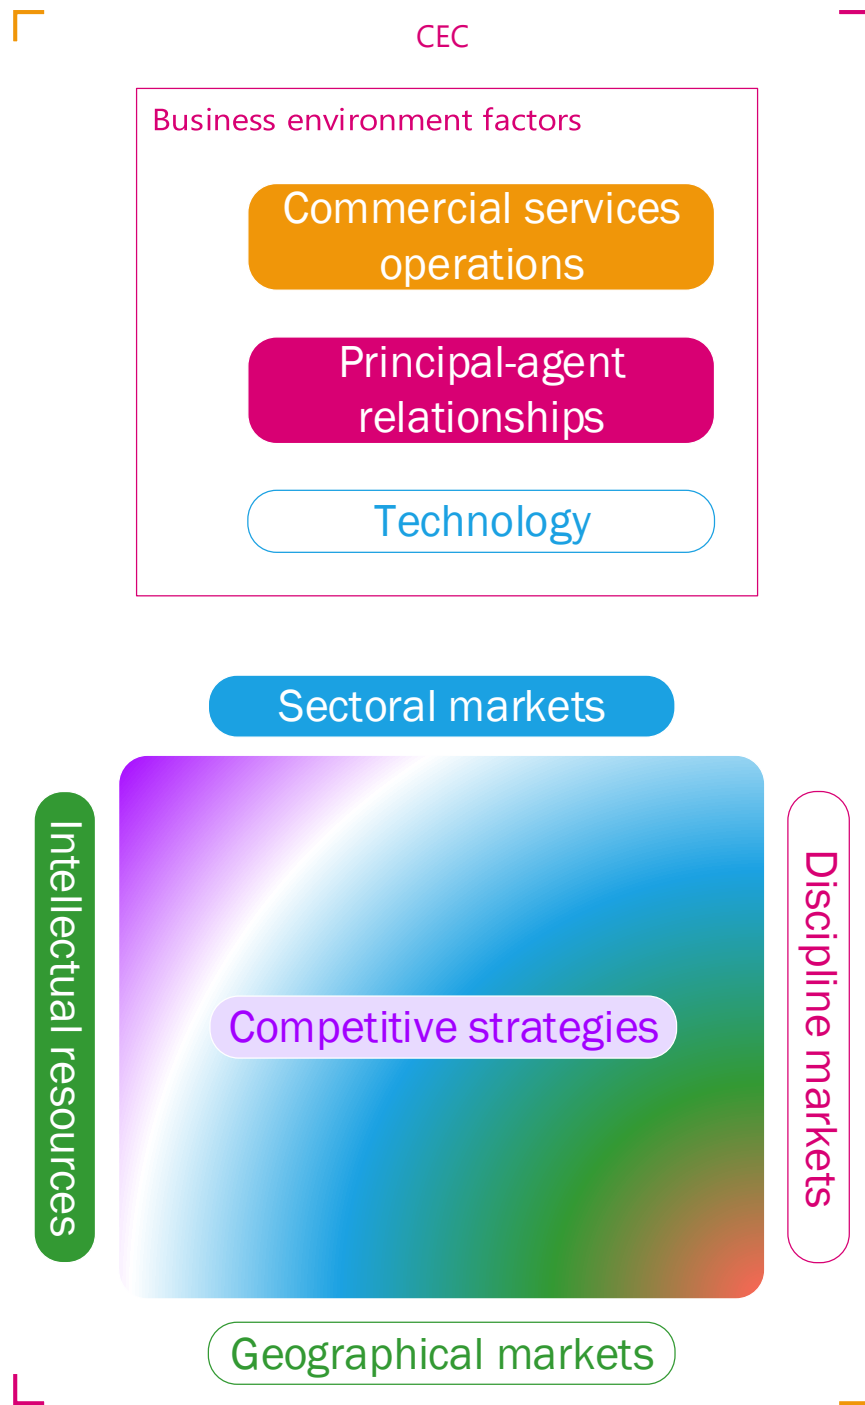 CEC
Business environment factors
Commercial services
operations
Principal-agent
relationships
Technology
Sectoral markets
Intellectual resources
Competitive strategies
Discipline markets
Geographical markets